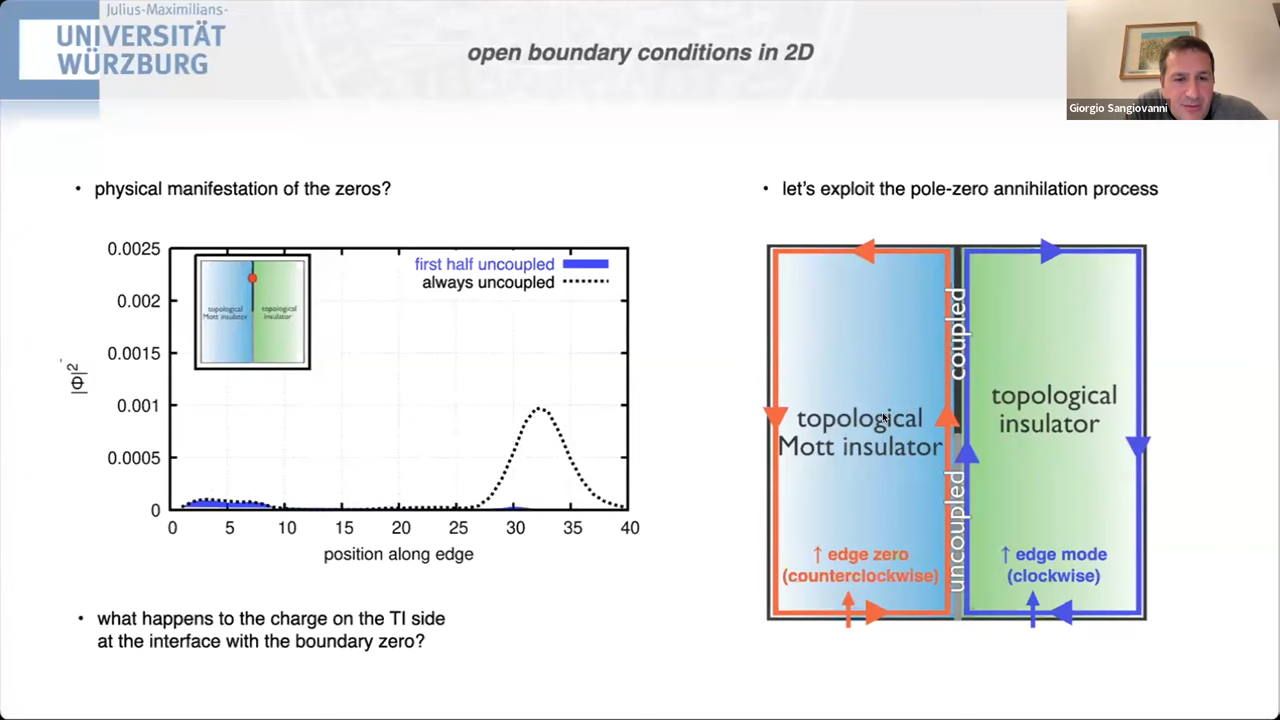 Julius-Maximilians-
UNIVERSITÄT
WÜRZBURG
open boundary conditions in 2D
Giorgio Sangiovanni
• physical manifestation of the zeros?
0.0025
0.002
0.0015
0.001
0.0005
0
|Φ|²
0 5 10 15 20 25 30 35 40
position along edge
first half uncoupled
always uncoupled
topological
Mott insulator
topological
insulator
• what happens to the charge on the TI side
at the interface with the boundary zero?
• let's exploit the pole-zero annihilation process
topological
Mott insulator
coupled
uncoupled
topological
insulator
↑ edge zero
(counterclockwise)
↑ edge mode
(clockwise)